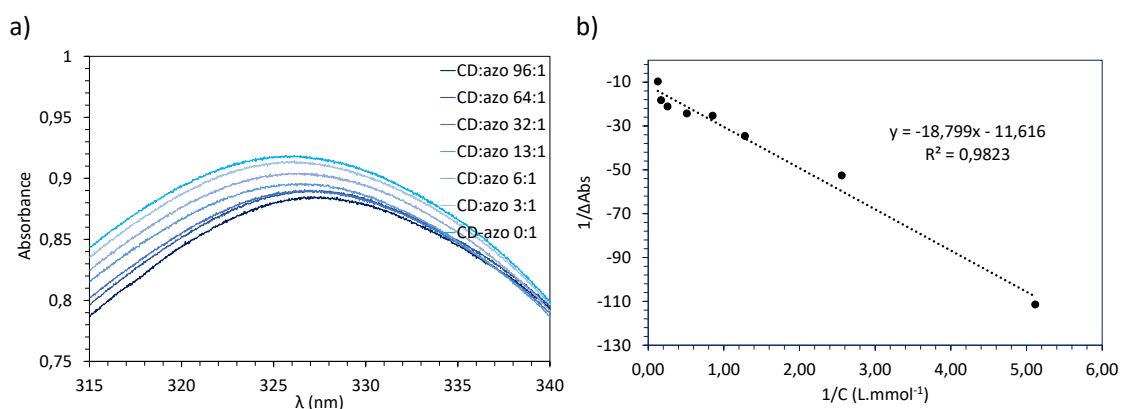 a)
1
0,95
0,9
0,85
0,8
0,75
Absorbance
315
320
325
330
335
340
λ (nm)
CD:azo 96:1
CD:azo 64:1
CD:azo 32:1
CD:azo 13:1
CD:azo 6:1
CD:azo 3:1
CD-azo 0:1
b)
-10
-30
-50
-70
-90
-110
-130
1/ΔAbs
y = -18,799x - 11,616
R² = 0,9823
0,00
1,00
2,00
3,00
4,00
5,00
6,00
1/C (L.mmol⁻¹)